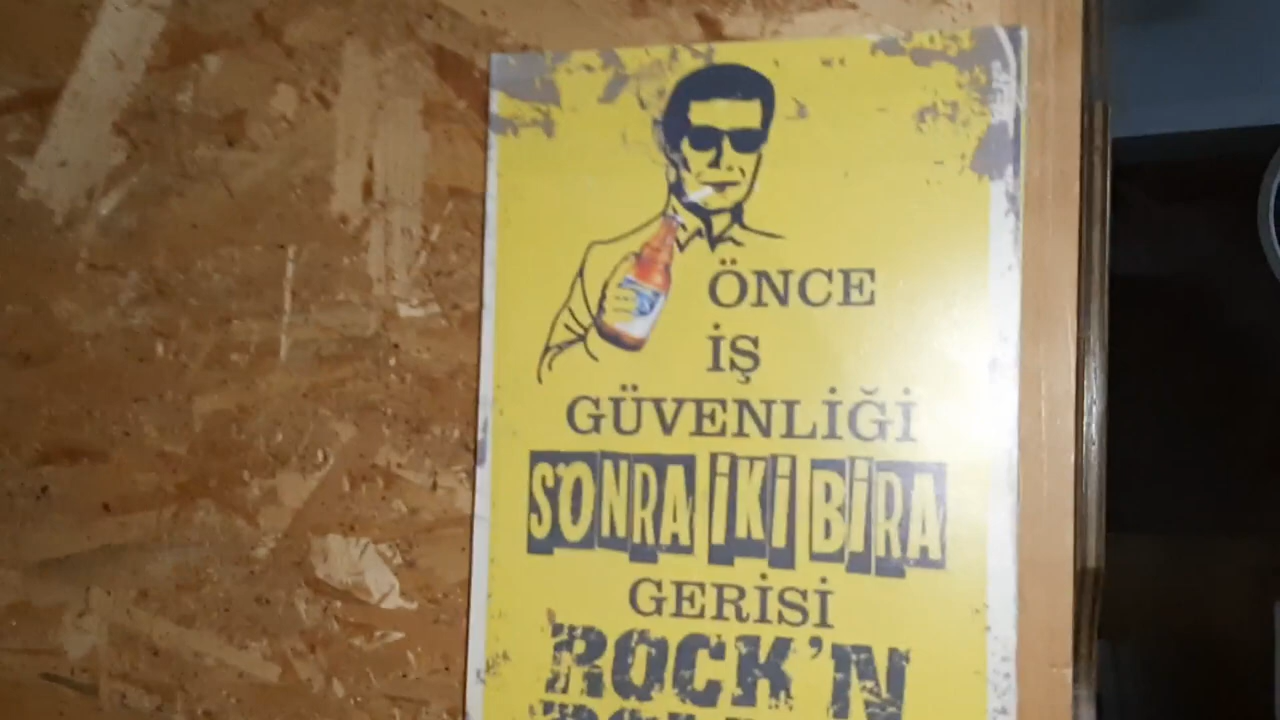 ÖNCE
İŞ
GÜVENLİĞİ
SONRA İKİ BİRA
GERİSİ
ROCK'N